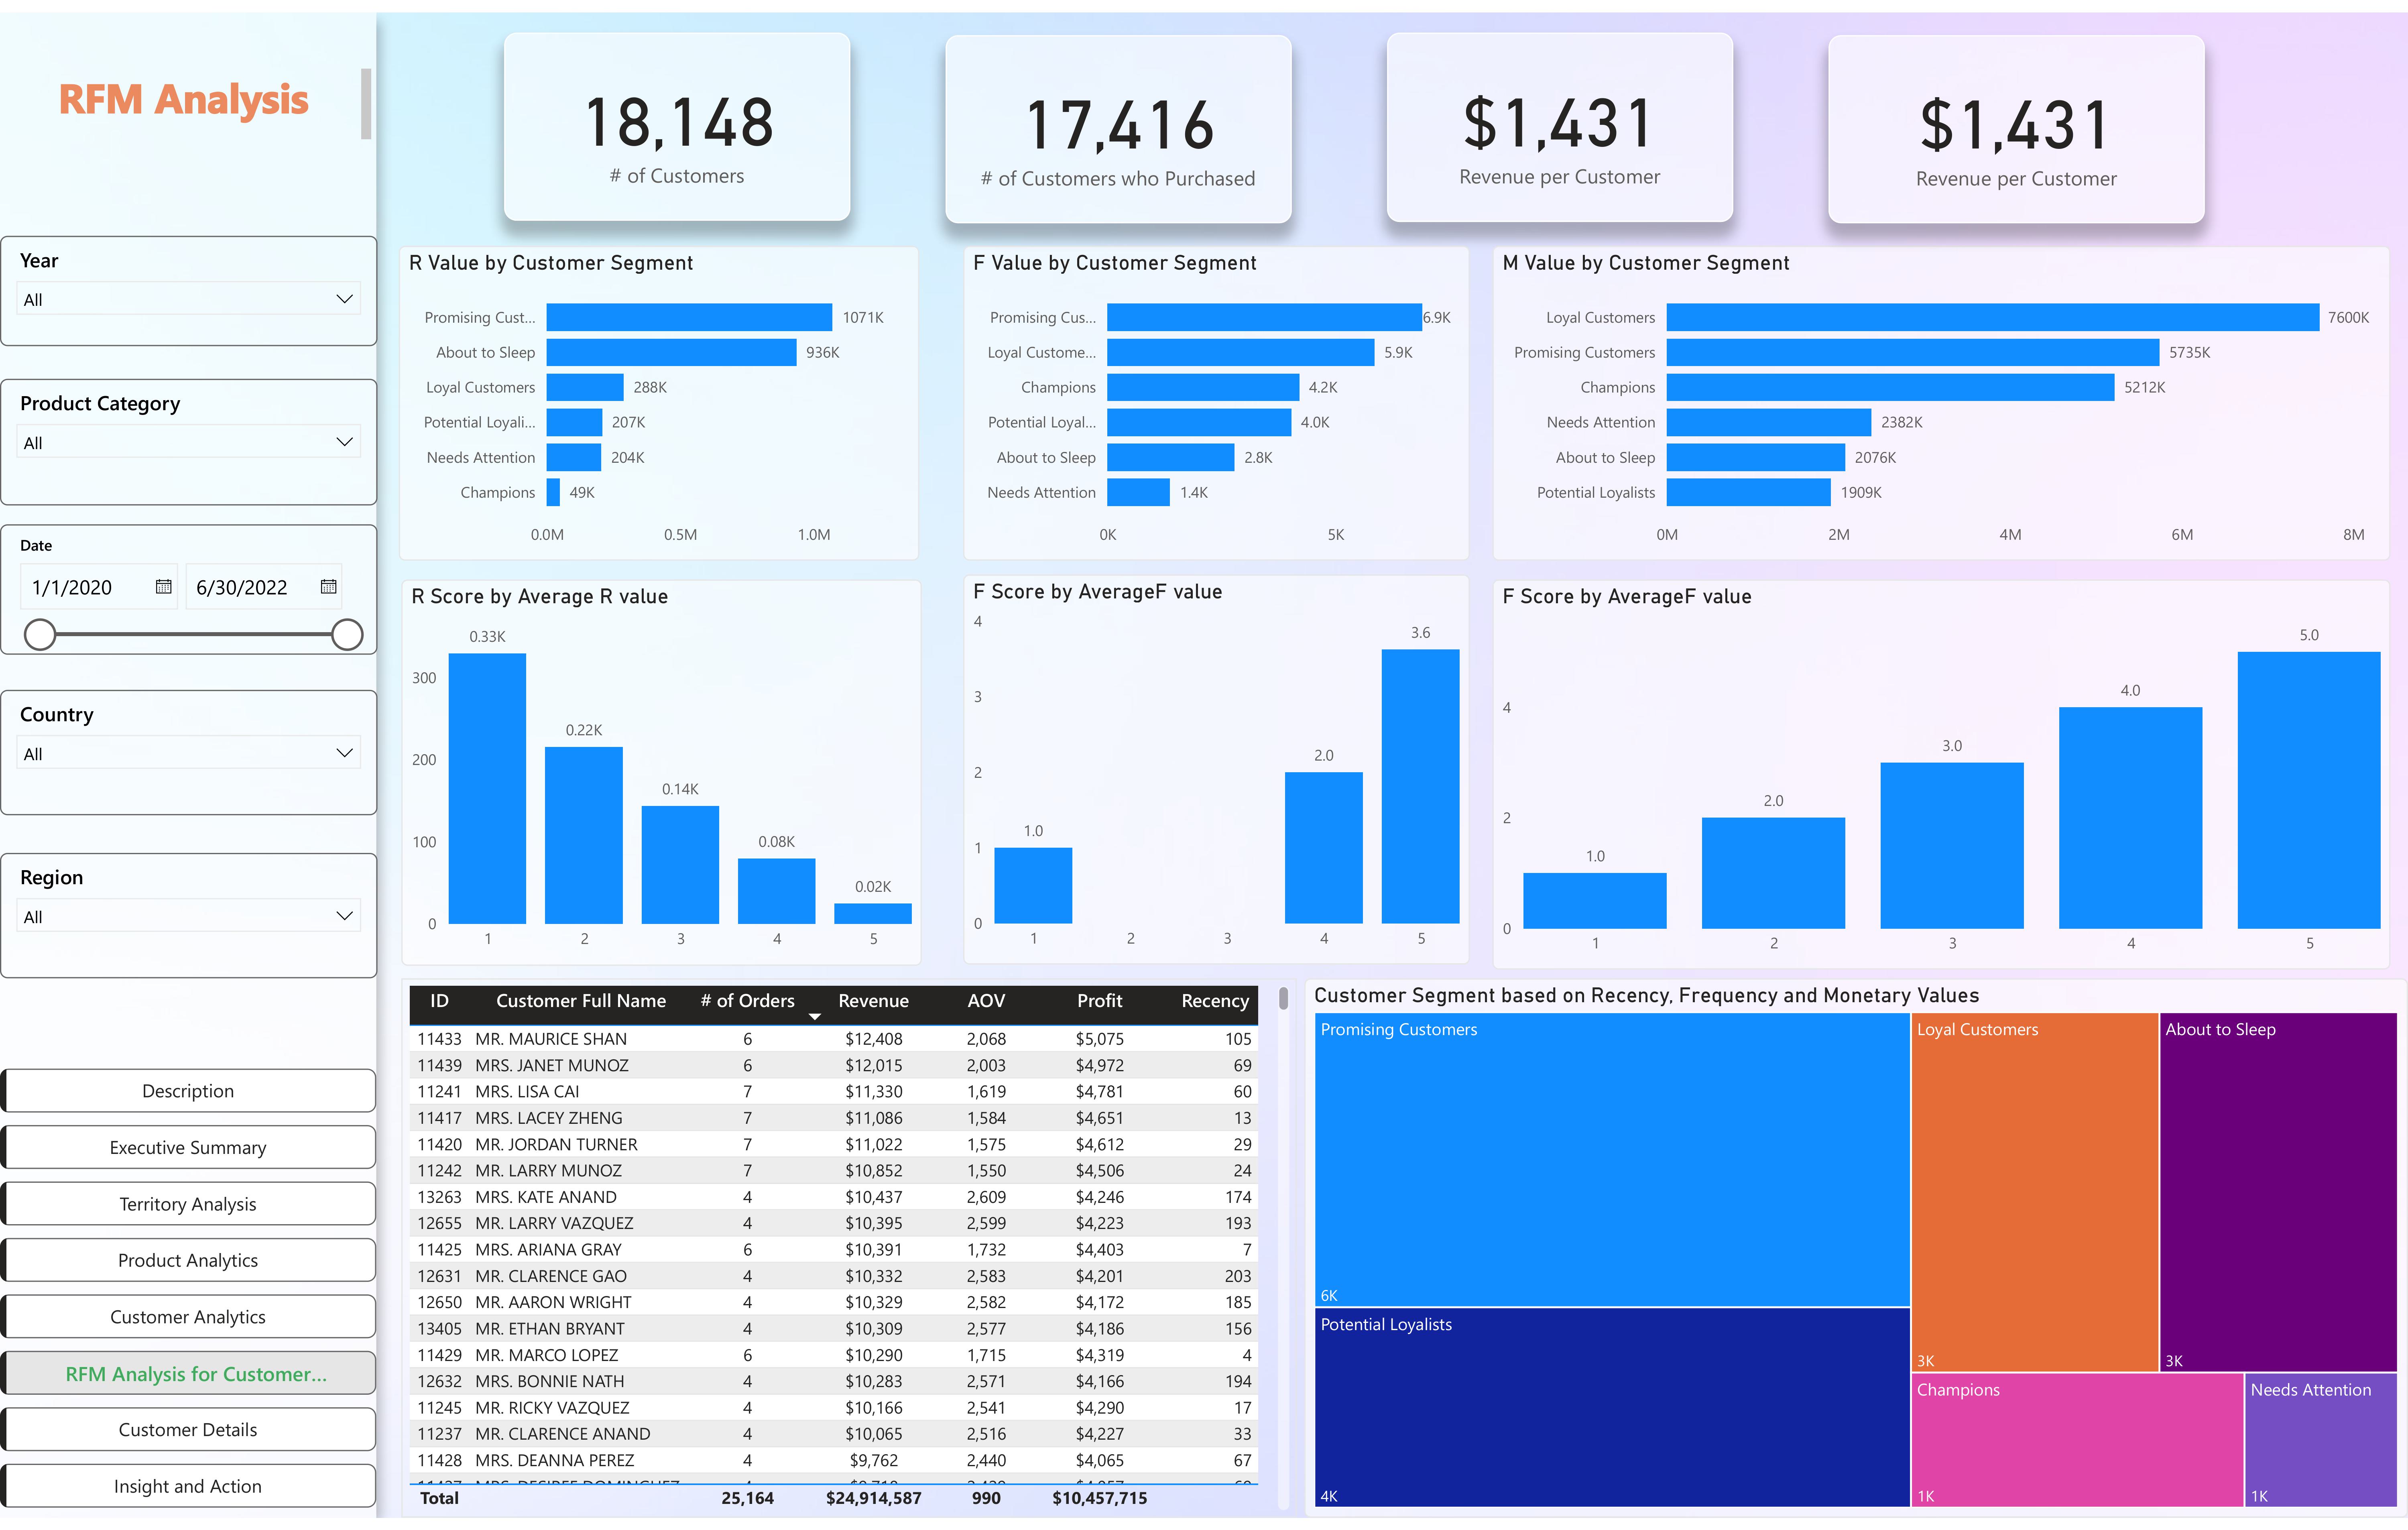 RFM Analysis
18,148
# of Customers
17,416
# of Customers who Purchased
$1,431
Revenue per Customer
$1,431
Revenue per Customer
Year
All
Product Category
All
Date
1/1/2020
6/30/2022
Country
All
Region
All
Description
Executive Summary
Territory Analysis
Product Analytics
Customer Analytics
RFM Analysis for Customer...
Customer Details
Insight and Action
R Value by Customer Segment
Promising Cust... 1071K
About to Sleep 936K
Loyal Customers 288K
Potential Loyali... 207K
Needs Attention 204K
Champions 49K
0.0M 0.5M 1.0M
F Value by Customer Segment
Promising Cus... 6.9K
Loyal Custome... 5.9K
Champions 4.2K
Potential Loyal... 4.0K
About to Sleep 2.8K
Needs Attention 1.4K
0K 5K
M Value by Customer Segment
Loyal Customers 7600K
Promising Customers 5735K
Champions 5212K
Needs Attention 2382K
About to Sleep 2076K
Potential Loyalists 1909K
0M 2M 4M 6M 8M
R Score by Average R value
0.33K
300
0.22K
200
0.14K
100
0.08K
0.02K
0
1 2 3 4 5
F Score by AverageF value
4
3.6
3
2.0
2
1.0
1
0
1 2 3 4 5
F Score by AverageF value
5.0
4.0
4
3.0
2.0
2
1.0
0
1 2 3 4 5
ID Customer Full Name # of Orders Revenue AOV Profit Recency
11433 MR. MAURICE SHAN 6 $12,408 2,068 $5,075 105
11439 MRS. JANET MUNOZ 6 $12,015 2,003 $4,972 69
11241 MRS. LISA CAI 7 $11,330 1,619 $4,781 60
11417 MRS. LACEY ZHENG 7 $11,086 1,584 $4,651 13
11420 MR. JORDAN TURNER 7 $11,022 1,575 $4,612 29
11242 MR. LARRY MUNOZ 7 $10,852 1,550 $4,506 24
13263 MRS. KATE ANAND 4 $10,437 2,609 $4,246 174
12655 MR. LARRY VAZQUEZ 4 $10,395 2,599 $4,223 193
11425 MRS. ARIANA GRAY 6 $10,391 1,732 $4,403 7
12631 MR. CLARENCE GAO 4 $10,332 2,583 $4,201 203
12650 MR. AARON WRIGHT 4 $10,329 2,582 $4,172 185
13405 MR. ETHAN BRYANT 4 $10,309 2,577 $4,186 156
11429 MR. MARCO LOPEZ 6 $10,290 1,715 $4,319 4
12632 MRS. BONNIE NATH 4 $10,283 2,571 $4,166 194
11245 MR. RICKY VAZQUEZ 4 $10,166 2,541 $4,290 17
11237 MR. CLARENCE ANAND 4 $10,065 2,516 $4,227 33
11428 MRS. DEANNA PEREZ 4 $9,762 2,440 $4,065 67
Total 25,164 $24,914,587 990 $10,457,715
Customer Segment based on Recency, Frequency and Monetary Values
Promising Customers
6K
Potential Loyalists
4K
Loyal Customers
3K
About to Sleep
3K
Champions
1K
Needs Attention
1K